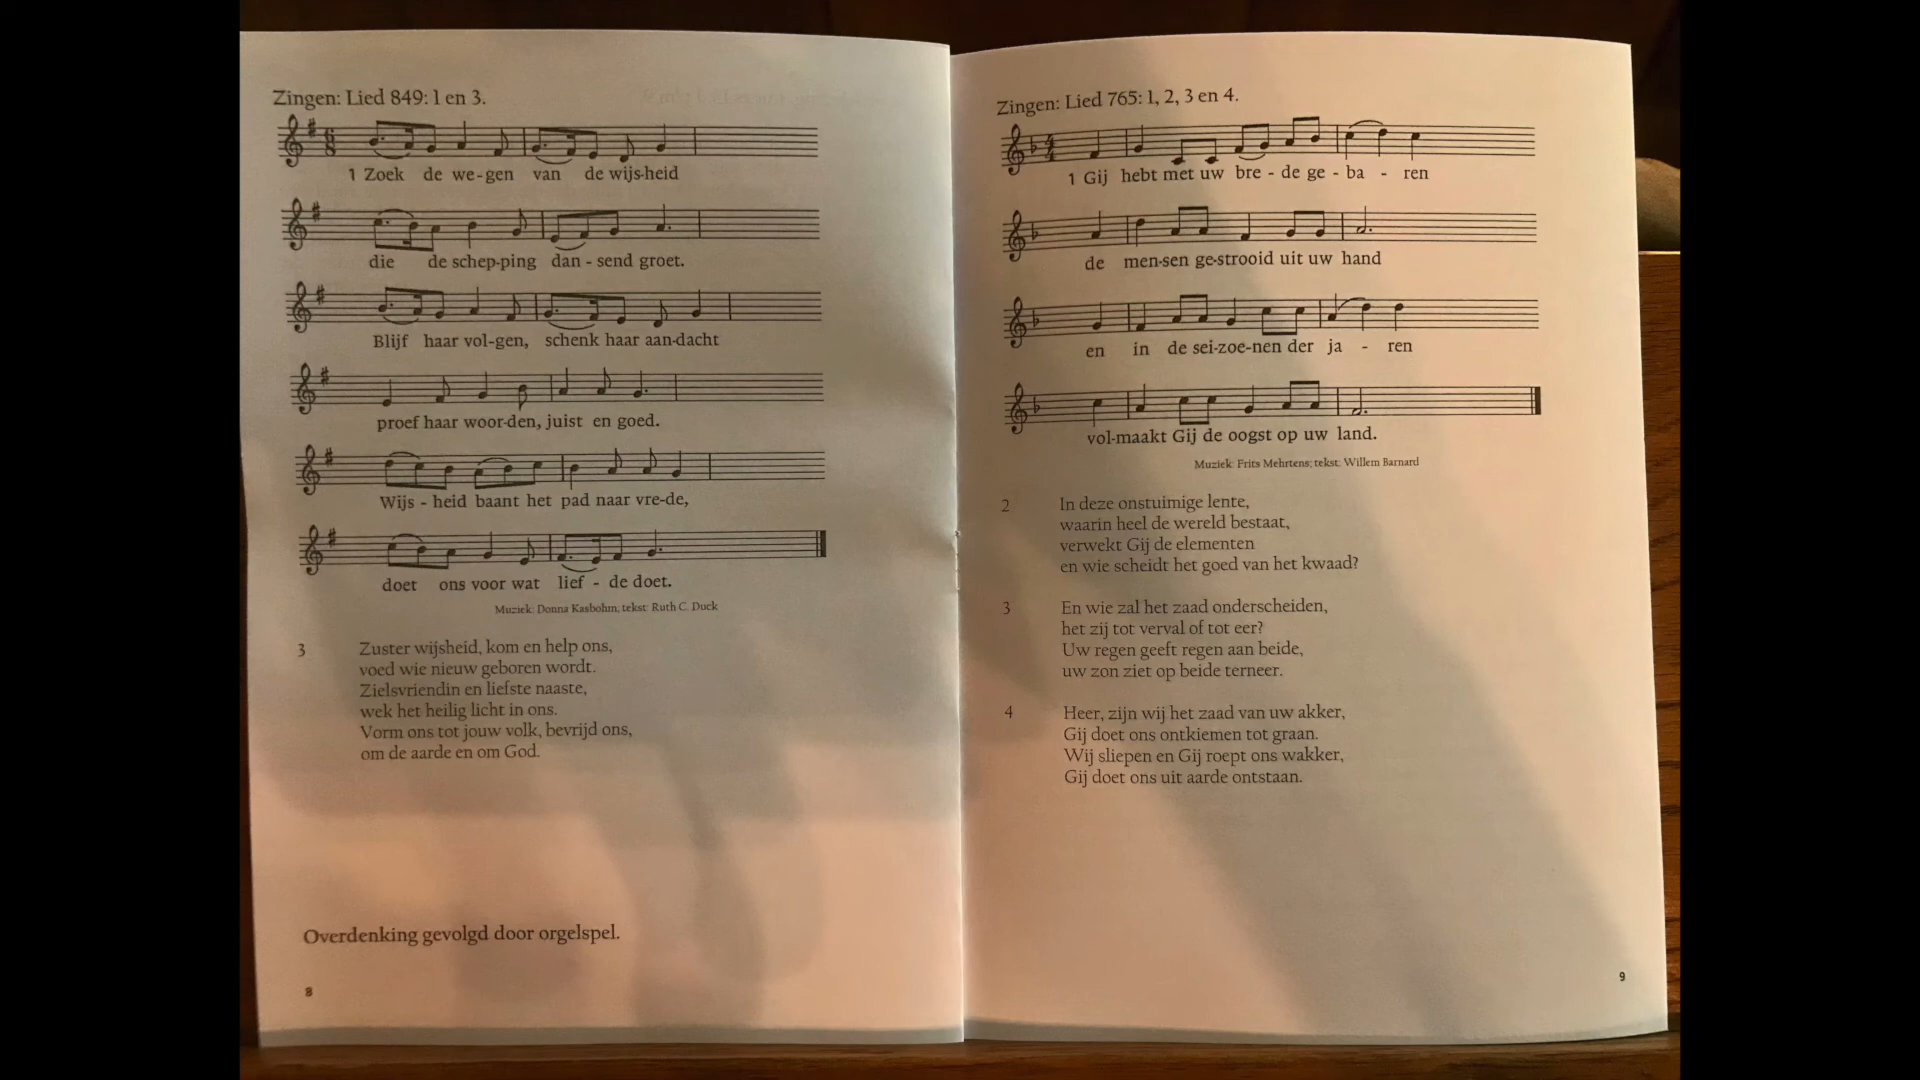 Zingen: Lied 849: 1 en 3.
1 Zoek de we-gen van de wijs-heid
die de schep-ping dan - send groet.
Blijf haar vol-gen, schenk haar aan-dacht
proef haar woor-den, juist en goed.
Wijs - heid baant het pad naar vre-de,
doet ons voor wat lief - de doet.
Muziek: Donna Kasbohm; tekst: Ruth C. Duck
3 Zuster wijsheid, kom en help ons,
voed wie nieuw geboren wordt.
Zielsvriendin en liefste naaste,
wek het heilig licht in ons.
Vorm ons tot jouw volk, bevrijd ons,
om de aarde en om God.
Overdenking gevolgd door orgelspel.
8
Zingen: Lied 765: 1, 2, 3 en 4.
1 Gij hebt met uw bre - de ge - ba - ren
de men-sen ge-strooid uit uw hand
en in de sei-zoe-nen der ja - ren
vol-maakt Gij de oogst op uw land.
Muziek: Frits Mehrtens; tekst: Willem Barnard
2 In deze onstuimige lente,
waarin heel de wereld bestaat,
verwekt Gij de elementen
en wie scheidt het goed van het kwaad?
3 En wie zal het zaad onderscheiden,
het zij tot verval of tot eer?
Uw regen geeft regen aan beide,
uw zon ziet op beide terneer.
4 Heer, zijn wij het zaad van uw akker,
Gij doet ons ontkiemen tot graan.
Wij sliepen en Gij roept ons wakker,
Gij doet ons uit aarde ontstaan.
9